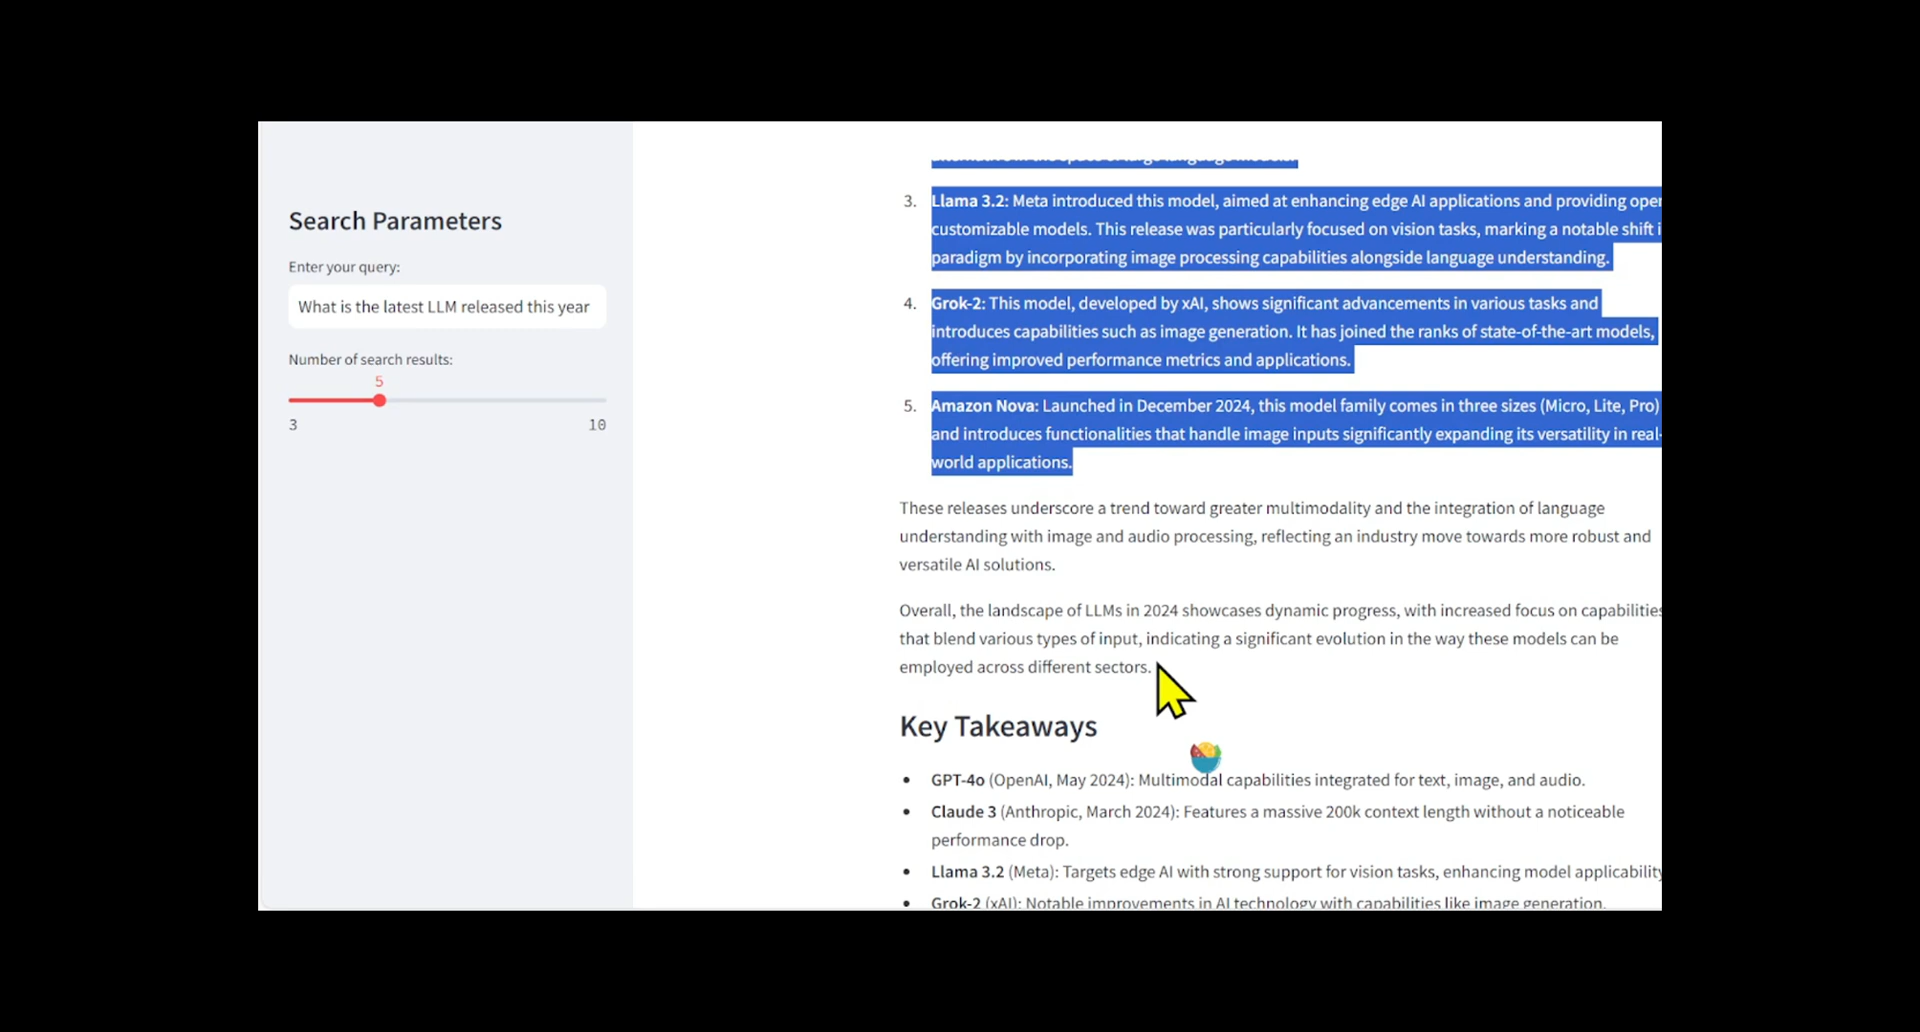 Search Parameters
Enter your query:
What is the latest LLM released this year
Number of search results:
5
3 10
alternative in the space of large language models.
3. Llama 3.2: Meta introduced this model, aimed at enhancing edge AI applications and providing
customizable models. This release was particularly focused on vision tasks, marking a notable shift
paradigm by incorporating image processing capabilities alongside language understanding.
4. Grok-2: This model, developed by xAI, shows significant advancements in various tasks and
introduces capabilities such as image generation. It has joined the ranks of state-of-the-art models,
offering improved performance metrics and applications.
5. Amazon Nova: Launched in December 2024, this model family comes in three sizes (Micro, Lite, Pro)
and introduces functionalities that handle image inputs significantly expanding its versatility in real-
world applications.
These releases underscore a trend toward greater multimodality and the integration of language
understanding with image and audio processing, reflecting an industry move towards more robust and
versatile AI solutions.
Overall, the landscape of LLMs in 2024 showcases dynamic progress, with increased focus on capabilities
that blend various types of input, indicating a significant evolution in the way these models can be
employed across different sectors.
Key Takeaways
• GPT-4o (OpenAI, May 2024): Multimodal capabilities integrated for text, image, and audio.
• Claude 3 (Anthropic, March 2024): Features a massive 200k context length without a noticeable
performance drop.
• Llama 3.2 (Meta): Targets edge AI with strong support for vision tasks, enhancing model applicability
• Grok-2 (xAI): Notable improvements in AI technology with capabilities like image generation.